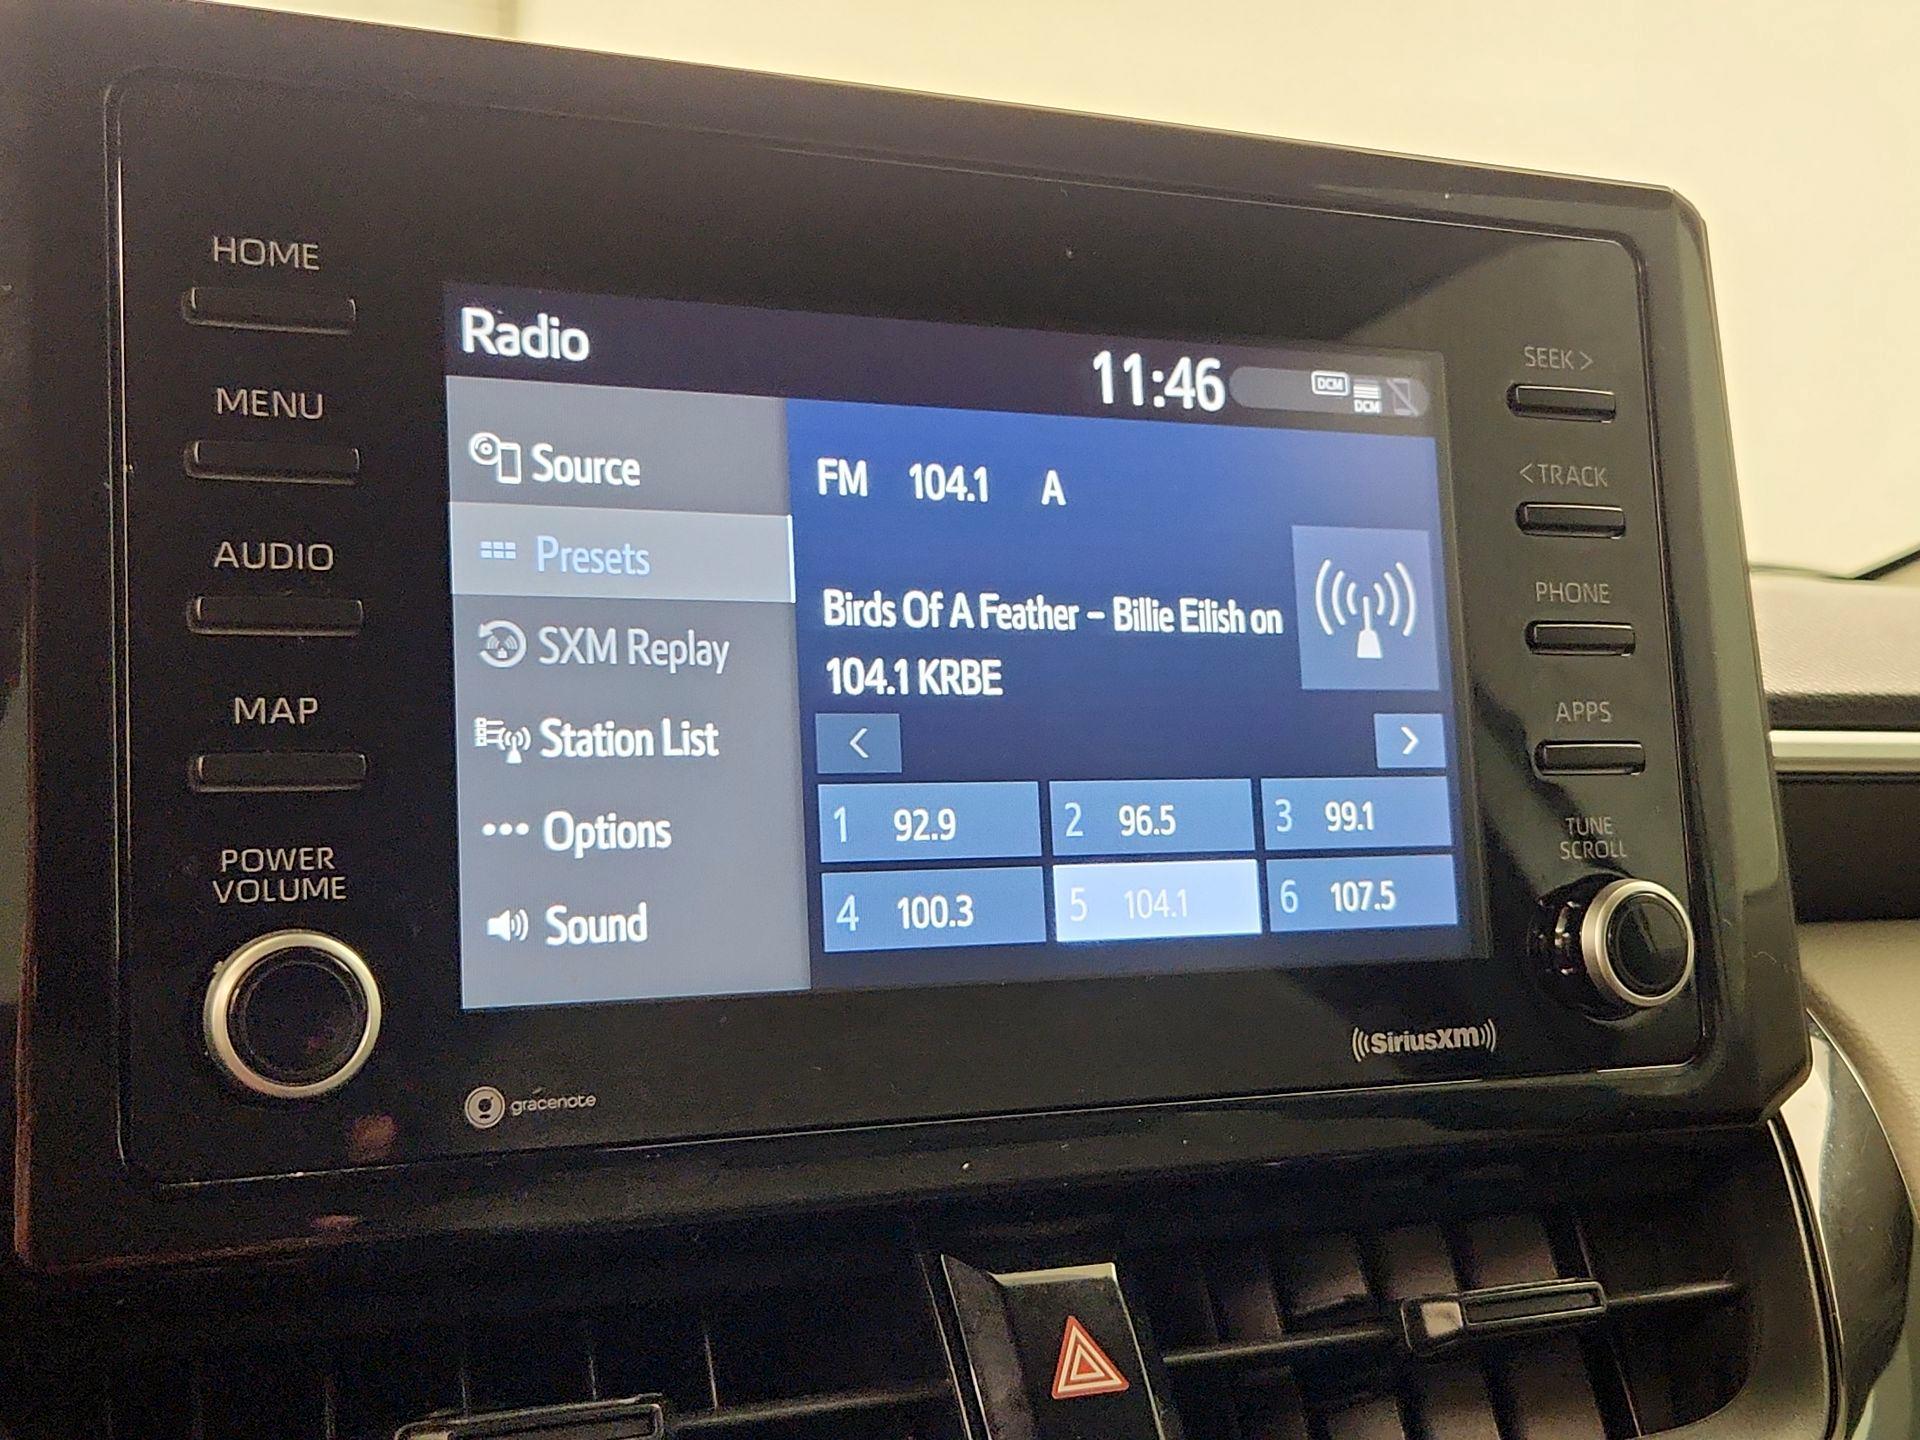 HOME
MENU
AUDIO
MAP
POWER
VOLUME
Radio
11:46
DCM
DCM
Source
Presets
SXM Replay
Station List
Options
Sound
FM 104.1 A
Birds Of A Feather – Billie Eilish on
104.1 KRBE
<
>
1 92.9
2 96.5
3 99.1
4 100.3
5 104.1
6 107.5
SEEK >
< TRACK
PHONE
APPS
TUNE
SCROLL
gracenote
((SiriusXM))